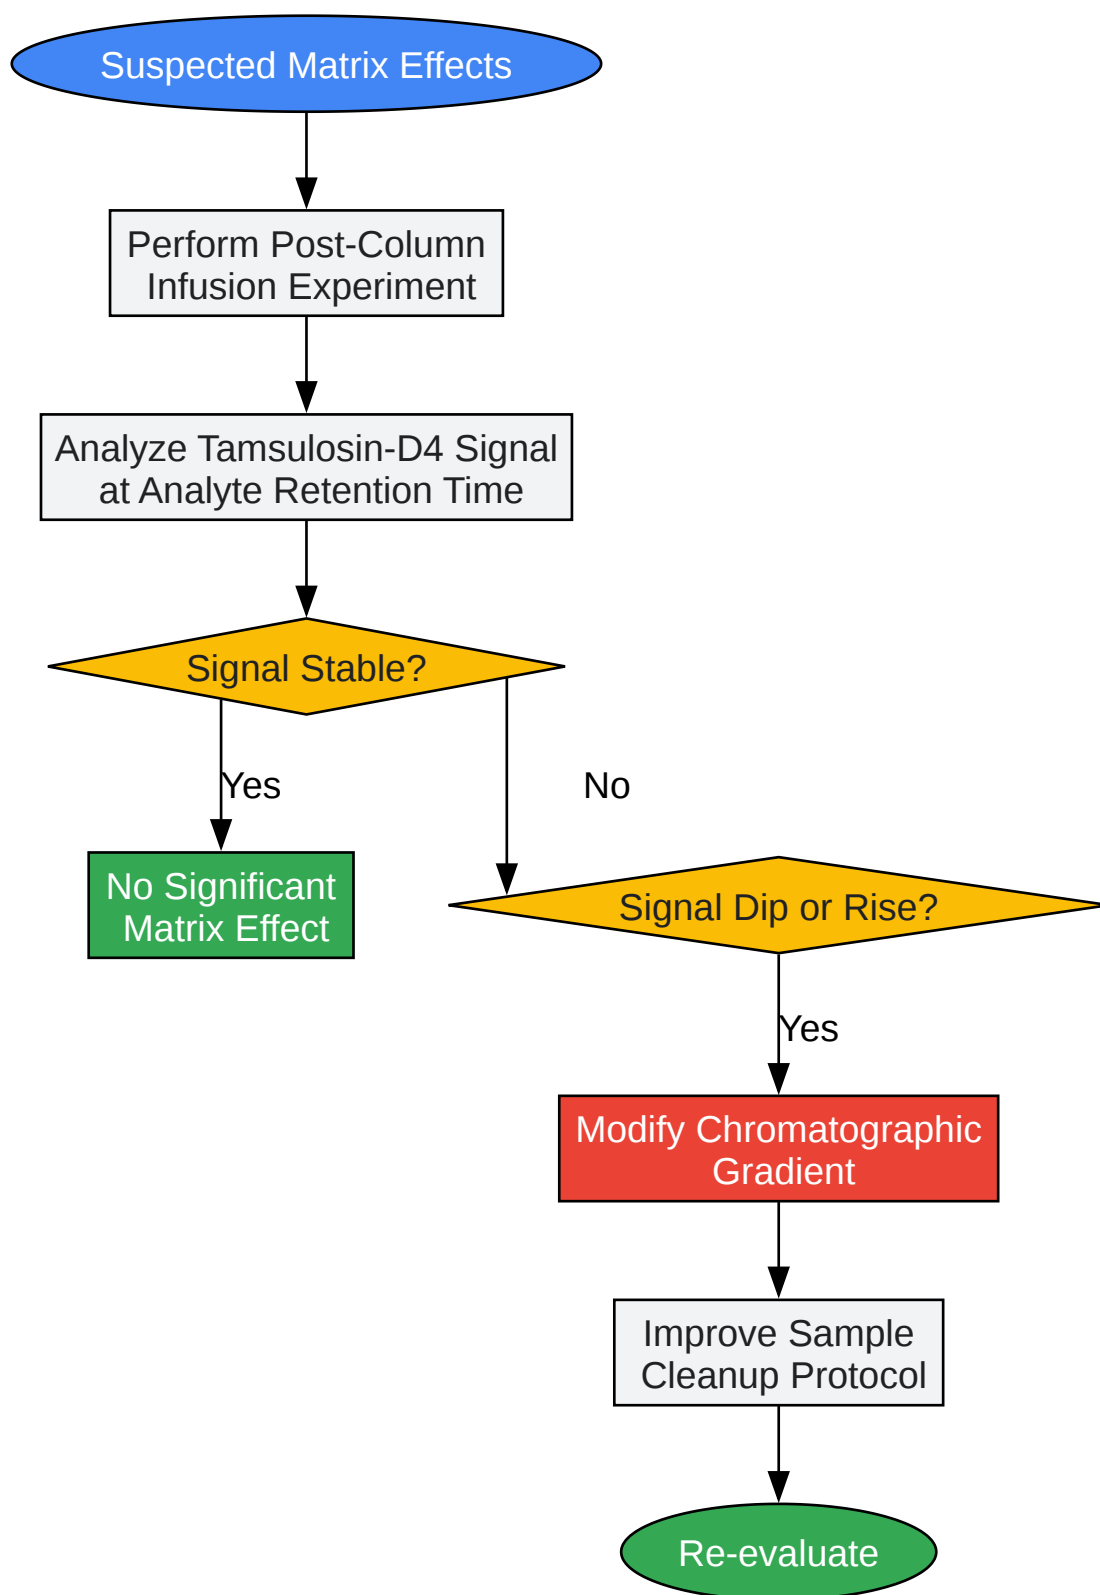 Suspected Matrix Effects
Perform Post-Column
Infusion Experiment
Analyze Tamsulosin-D4 Signal
at Analyte Retention Time
Signal Stable?
Yes
No
No Significant
Matrix Effect
Signal Dip or Rise?
Yes
Modify Chromatographic
Gradient
Improve Sample
Cleanup Protocol
Re-evaluate